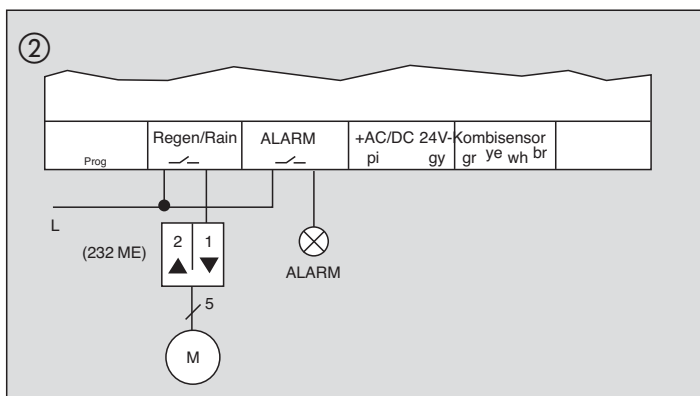 ②
Regen/Rain ALARM +AC/DC 24V- Kombisensor
Prog pi gy gr ye wh br
L
(232 ME) 2 1
ALARM
5
M